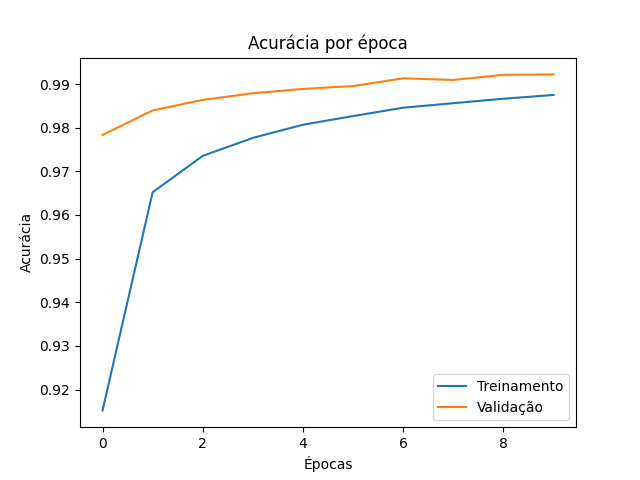 Acurácia por época
0.99
0.98
0.97
0.96
0.95
0.94
0.93
0.92
Acurácia
0 2 4 6 8
Épocas
Treinamento
Validação